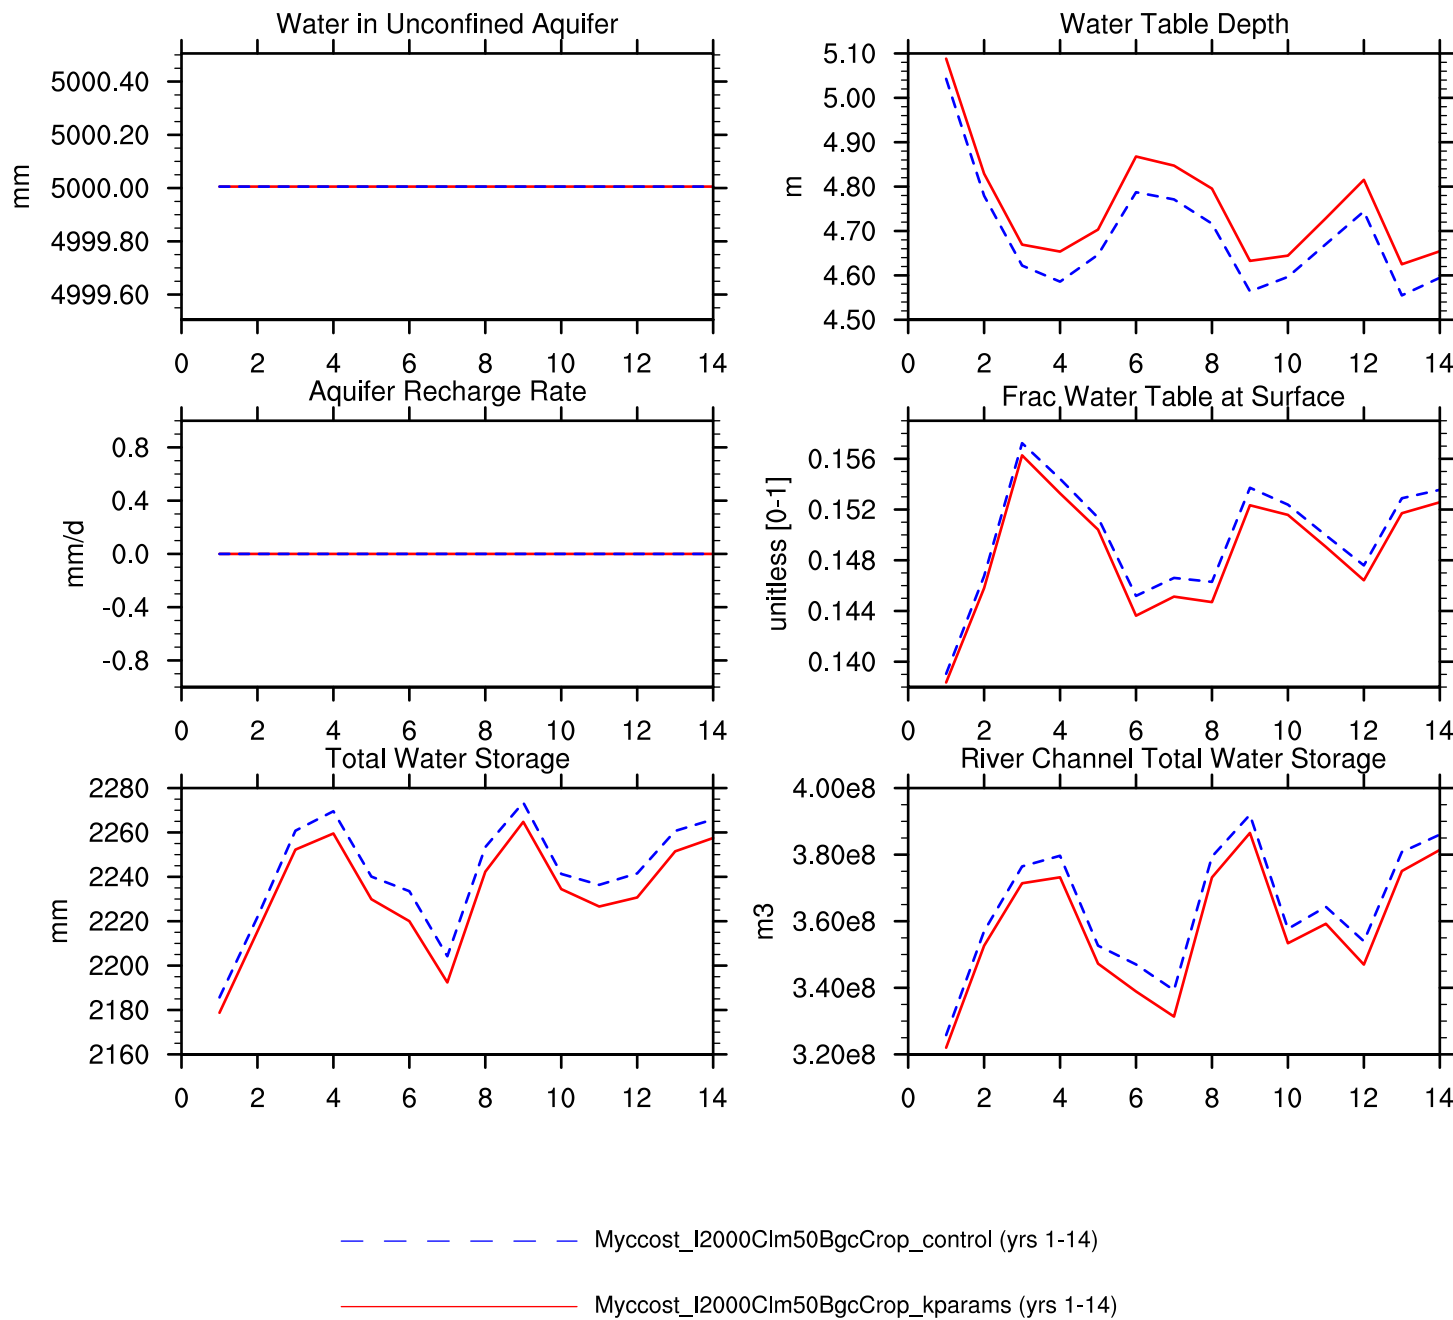 Water in Unconfined Aquifer
5000.40
5000.20
5000.00
4999.80
4999.60
mm
0 2 4 6 8 10 12 14
Water Table Depth
5.10
5.00
4.90
4.80
4.70
4.60
4.50
m
0 2 4 6 8 10 12 14
Aquifer Recharge Rate
0.8
0.4
0.0
-0.4
-0.8
mm/d
0 2 4 6 8 10 12 14
Frac Water Table at Surface
0.156
0.152
0.148
0.144
0.140
unitless [0-1]
0 2 4 6 8 10 12 14
Total Water Storage
2280
2260
2240
2220
2200
2180
2160
mm
0 2 4 6 8 10 12 14
River Channel Total Water Storage
4.00e8
3.80e8
3.60e8
3.40e8
3.20e8
m3
0 2 4 6 8 10 12 14
Myccost_I2000Clm50BgcCrop_control (yrs 1-14)
Myccost_I2000Clm50BgcCrop_kparams (yrs 1-14)